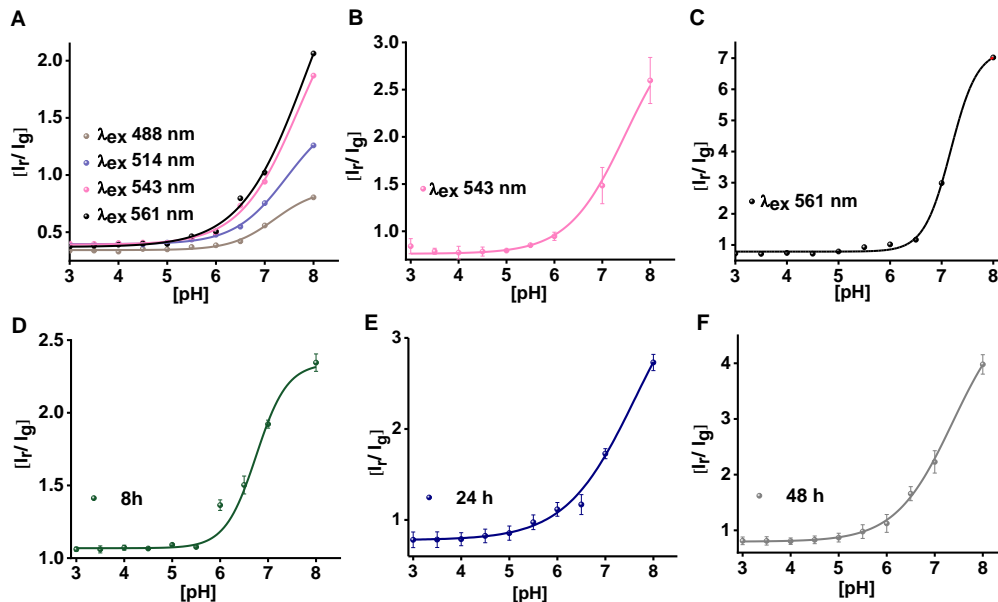 A
[Ir/ Ig]
2.0
1.5
1.0
0.5
λex 488 nm
λex 514 nm
λex 543 nm
λex 561 nm
3 4 5 6 7 8
[pH]
B
[Ir/ Ig]
3.0
2.5
2.0
1.5
1.0
λex 543 nm
3 4 5 6 7 8
[pH]
C
[Ir/ Ig]
7
6
5
4
3
2
1
λex 561 nm
3 4 5 6 7 8
[pH]
D
[Ir/ Ig]
2.5
2.0
1.5
1.0
8h
3 4 5 6 7 8
[pH]
E
[Ir/ Ig]
3
2
1
24 h
3 4 5 6 7 8
[pH]
F
[Ir/ Ig]
4
3
2
1
48 h
3 4 5 6 7 8
[pH]